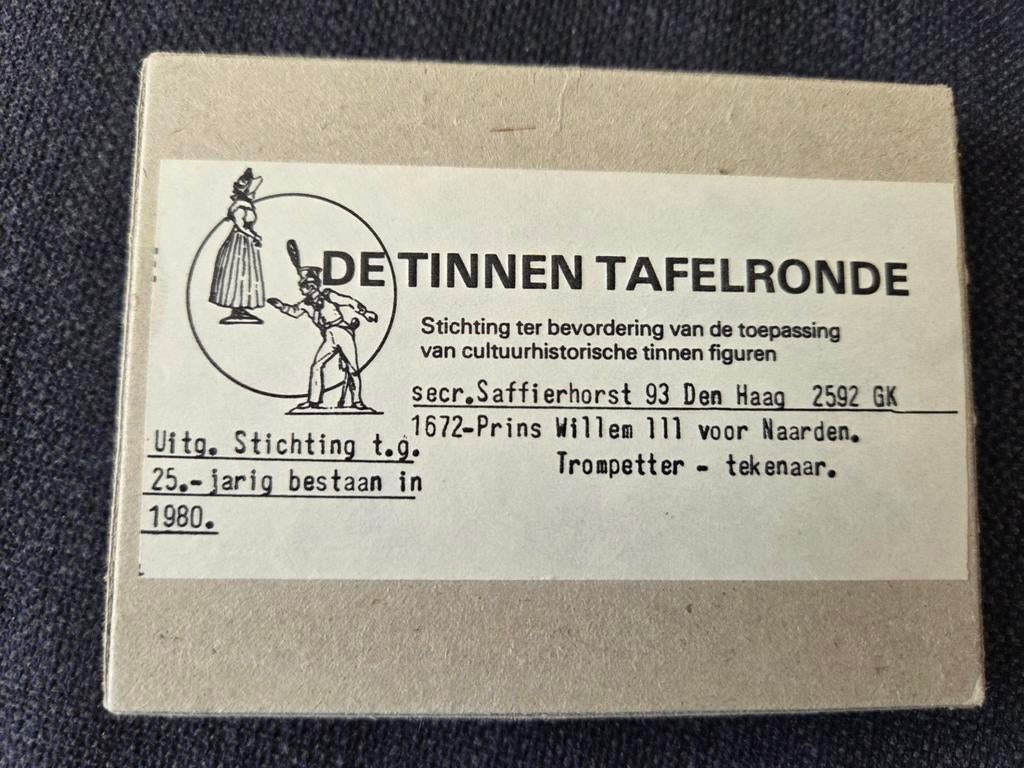 DE TINNEN TAFELRONDE
Stichting ter bevordering van de toepassing
van cultuurhistorische tinnen figuren
secr.Saffierhorst 93 Den Haag 2592 GK
1672-Prins Willem lll voor Naarden.
Trompetter - tekenaar.
Uitg. Stichting t.g.
25.-jarig bestaan in
1980.